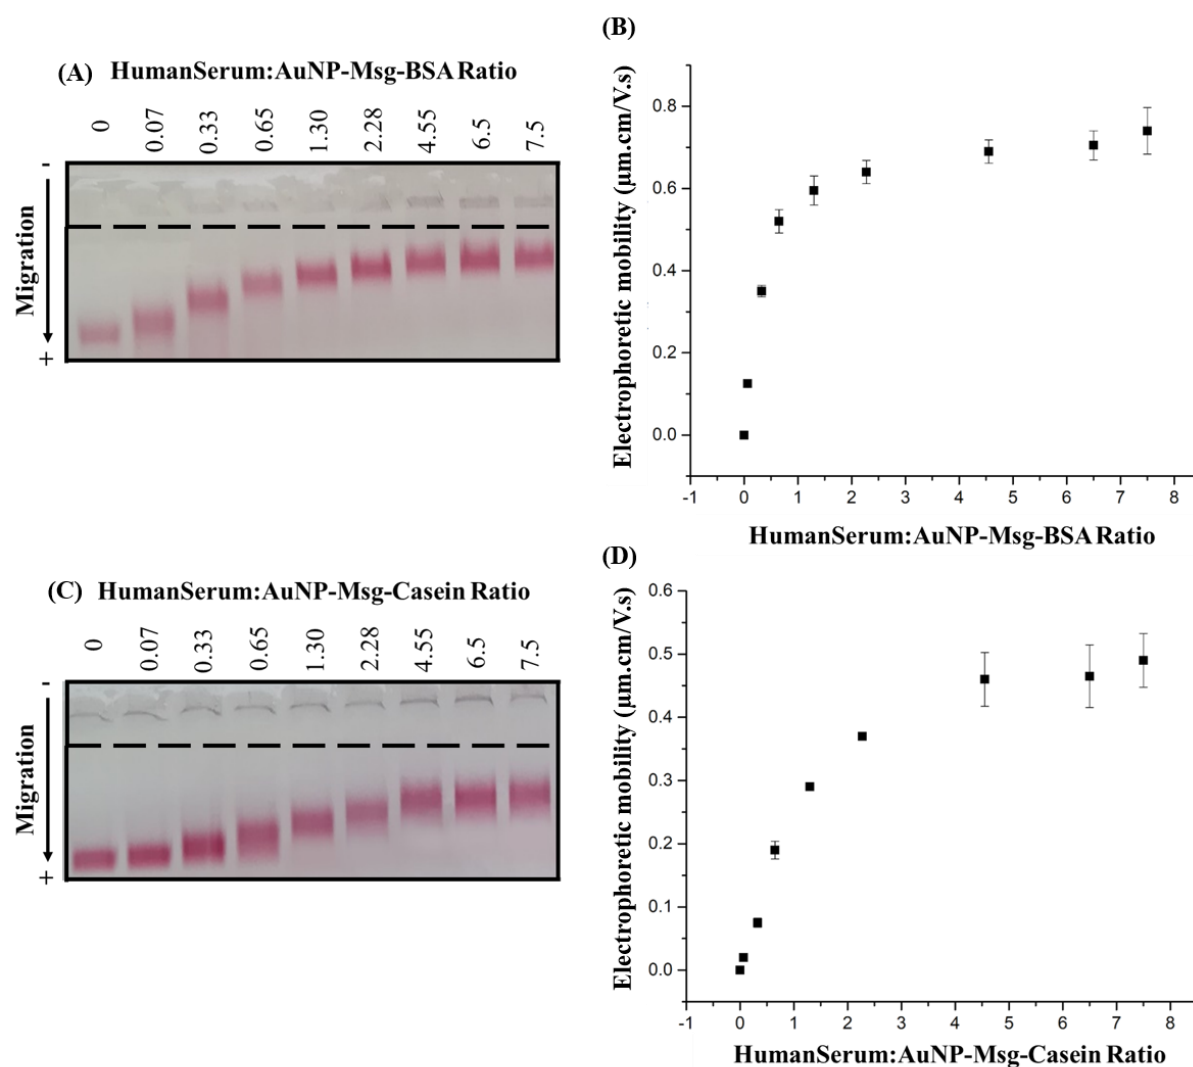 (A) HumanSerum:AuNP-Msg-BSA Ratio
0 0.07 0.33 0.65 1.30 2.28 4.55 6.5 7.5
-
Migration
+
(B)
Electrophoretic mobility (µm.cm/V.s)
0.8
0.6
0.4
0.2
0.0
-1 0 1 2 3 4 5 6 7 8
HumanSerum:AuNP-Msg-BSA Ratio
(C) HumanSerum:AuNP-Msg-Casein Ratio
0 0.07 0.33 0.65 1.30 2.28 4.55 6.5 7.5
-
Migration
+
(D)
Electrophoretic mobility (µm.cm/V.s)
0.6
0.5
0.4
0.3
0.2
0.1
0.0
-1 0 1 2 3 4 5 6 7 8
HumanSerum:AuNP-Msg-Casein Ratio